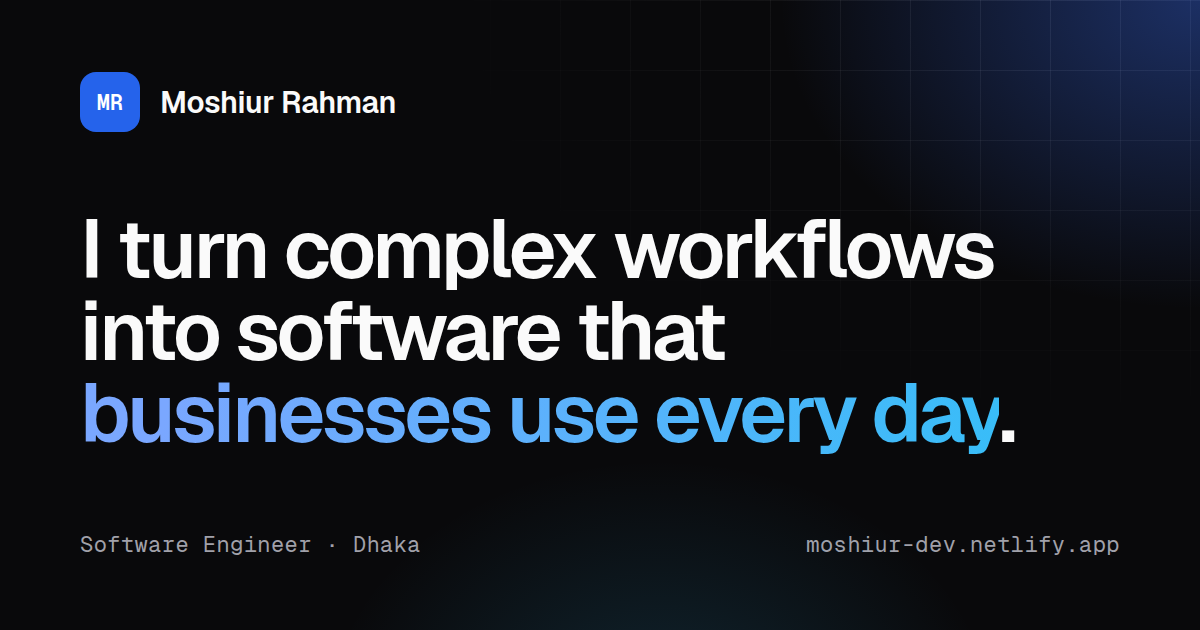 MR
Moshiur Rahman
I turn complex workflows
into software that
businesses use every day.
Software Engineer · Dhaka
moshiur-dev.netlify.app